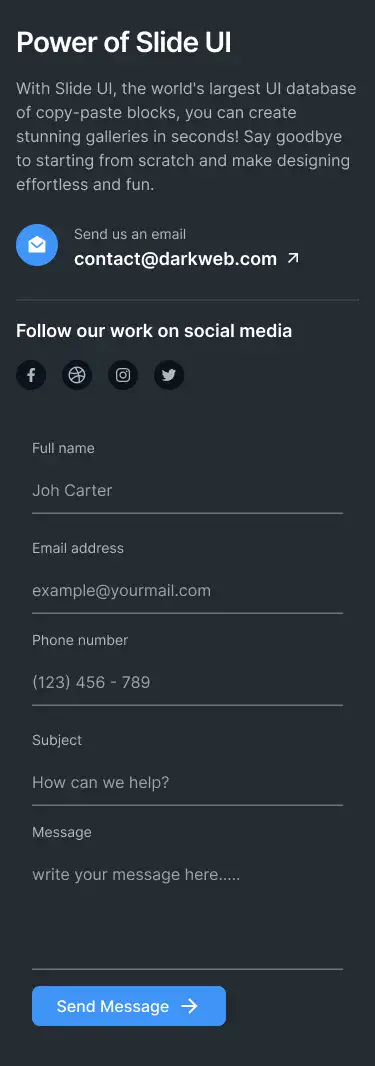 Power of Slide UI
With Slide UI, the world's largest UI database
of copy-paste blocks, you can create
stunning galleries in seconds! Say goodbye
to starting from scratch and make designing
effortless and fun.
Send us an email
contact@darkweb.com
Follow our work on social media
Full name
Joh Carter
Email address
example@yourmail.com
Phone number
(123) 456 - 789
Subject
How can we help?
Message
write your message here.....
Send Message